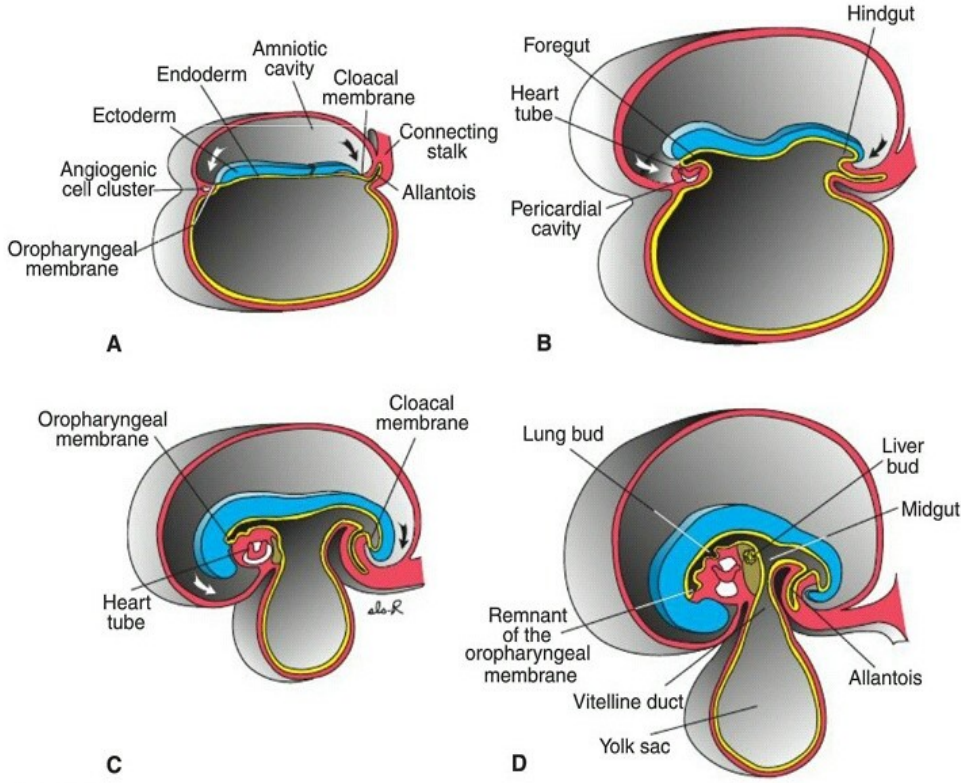 Amniotic
cavity
Endoderm
Cloacal
membrane
Ectoderm
Connecting
stalk
Angiogenic
cell cluster
Allantois
Oropharyngeal
membrane
A
Hindgut
Foregut
Heart
tube
Pericardial
cavity
B
Oropharyngeal
membrane
Cloacal
membrane
Heart
tube
sls-R
C
Lung bud
Liver
bud
Midgut
Remnant
of the
oropharyngeal
membrane
Allantois
Vitelline duct
Yolk sac
D